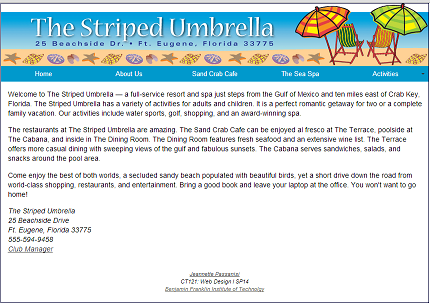 The Striped Umbrella
25 Beachside Dr. • Ft. Eugene, Florida 33775
Home About Us Sand Crab Cafe The Sea Spa Activities
Welcome to The Striped Umbrella — a full-service resort and spa just steps from the Gulf of Mexico and ten miles east of Crab Key,
Florida. The Striped Umbrella has a variety of activities for adults and children. It is a perfect romantic getaway for two or a complete
family vacation. Our activities include water sports, golf, shopping, and an award-winning spa.
The restaurants at The Striped Umbrella are amazing. The Sand Crab Cafe can be enjoyed al fresco at The Terrace, poolside at
The Cabana, and inside in The Dining Room. The Dining Room features fresh seafood and an extensive wine list. The Terrace
offers more casual dining with sweeping views of the gulf and fabulous sunsets. The Cabana serves sandwiches, salads, and
snacks around the pool area.
Come enjoy the best of both worlds, a secluded sandy beach populated with beautiful birds, yet a short drive down the road from
world-class shopping, restaurants, and entertainment. Bring a good book and leave your laptop at the office. You won't want to go
home!
The Striped Umbrella
25 Beachside Drive
Ft. Eugene, Florida 33775
555-594-9458
Club Manager
Jeannette Passarini
CT121: Web Design I SP14
Benjamin Franklin Institute of Technology